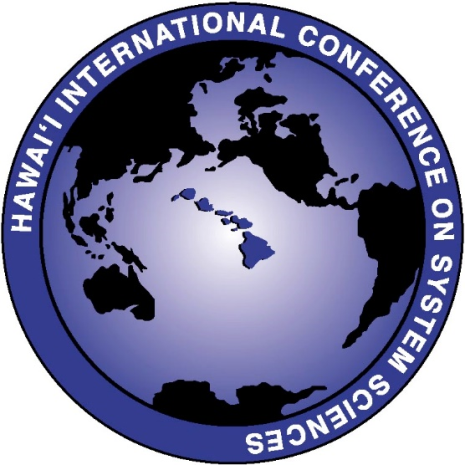 HAWAI‘I INTERNATIONAL CONFERENCE ON SYSTEM SCIENCES